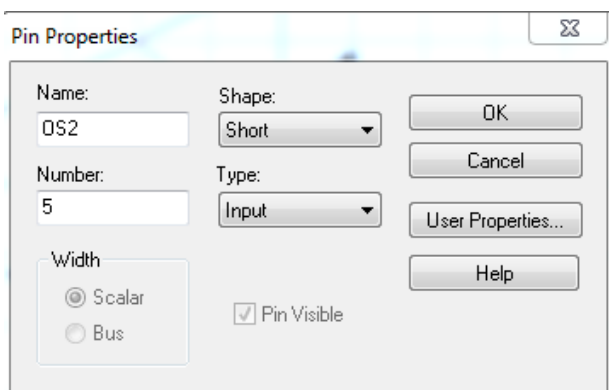 Pin Properties
Name:
OS2
Shape:
Short
OK
Cancel
Number:
5
Type:
Input
User Properties...
Width
Scalar
Bus
Pin Visible
Help